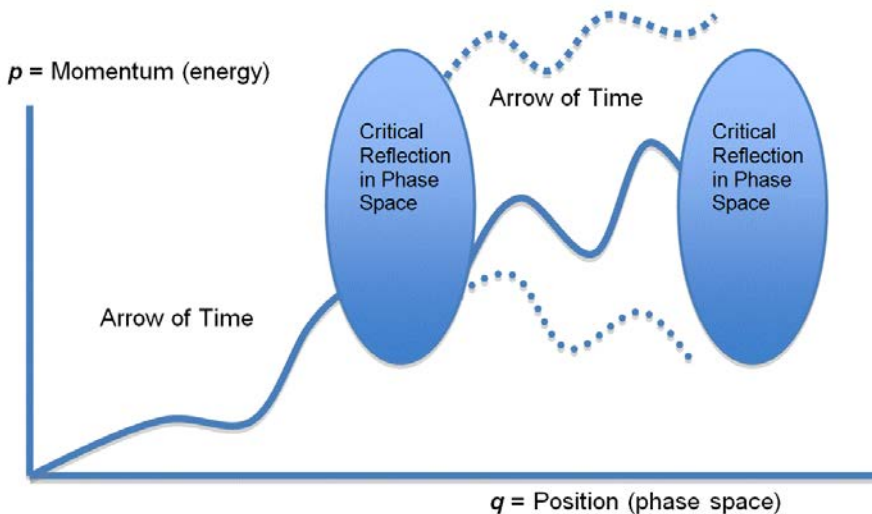 p = Momentum (energy)
Arrow of Time
Critical
Reflection
in Phase
Space
Critical
Reflection
in Phase
Space
Arrow of Time
q = Position (phase space)